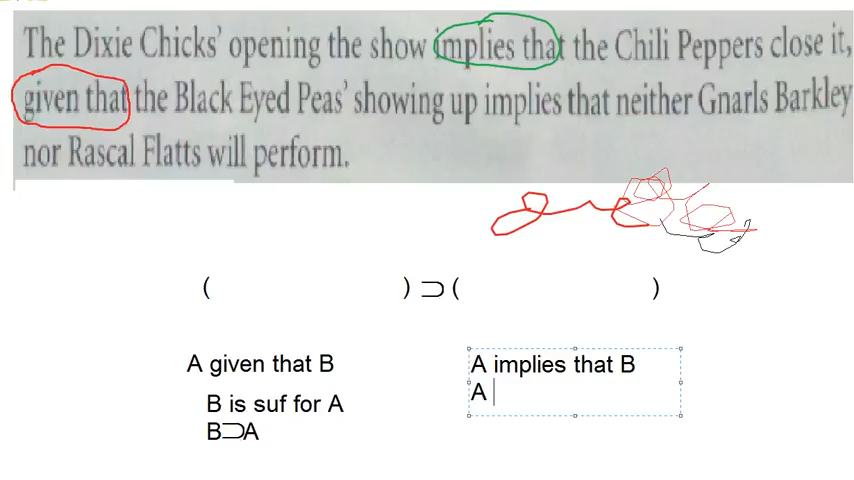 The Dixie Chicks' opening the show implies that the Chili Peppers close it,
given that the Black Eyed Peas' showing up implies that neither Gnarls Barkley
nor Rascal Flatts will perform.
( ) ⊃ ( )
A given that B
B is suf for A
B⊃A
A implies that B
A